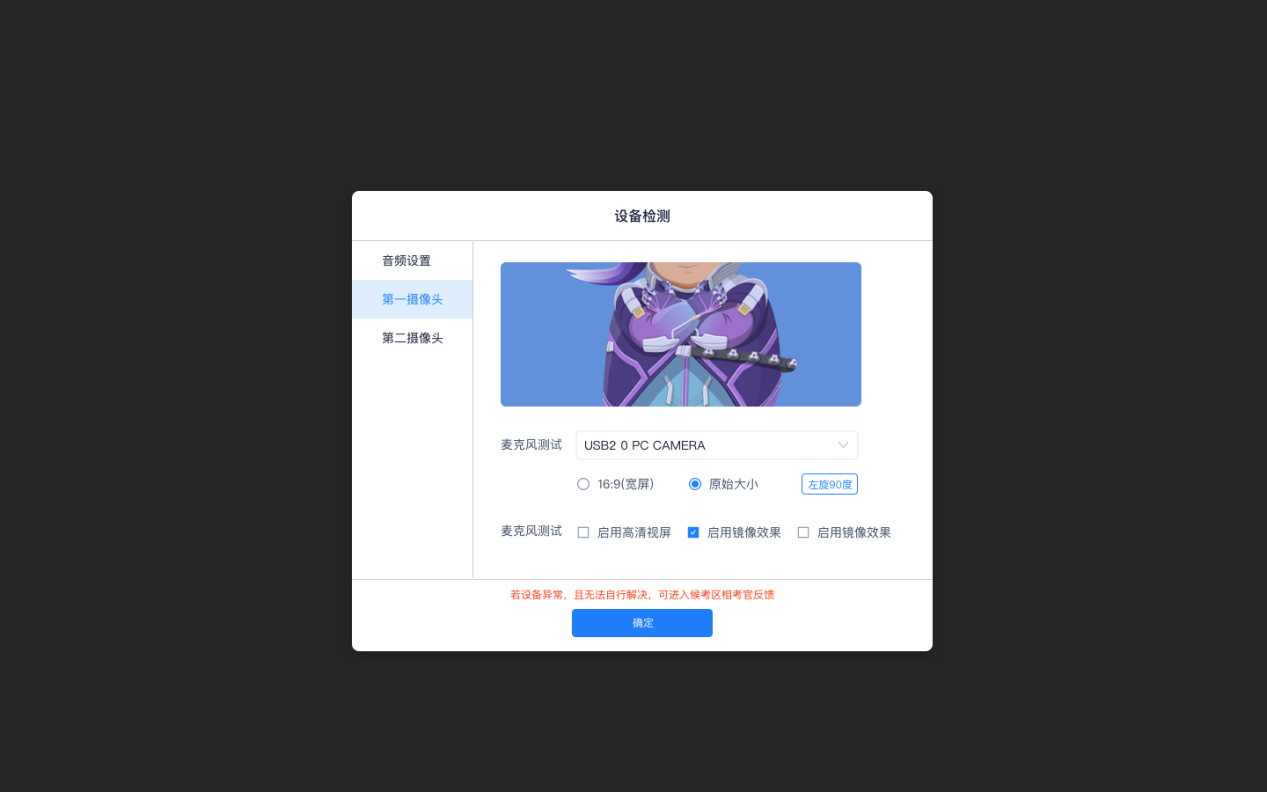 设备检测
音频设置
第一摄像头
第二摄像头
麦克风测试 USB2 0 PC CAMERA
16:9(宽屏) 原始大小 左旋90度
麦克风测试 启用高清视屏 启用镜像效果 启用镜像效果
若设备异常，且无法自行解决，可进入候考区相考官反馈
确定